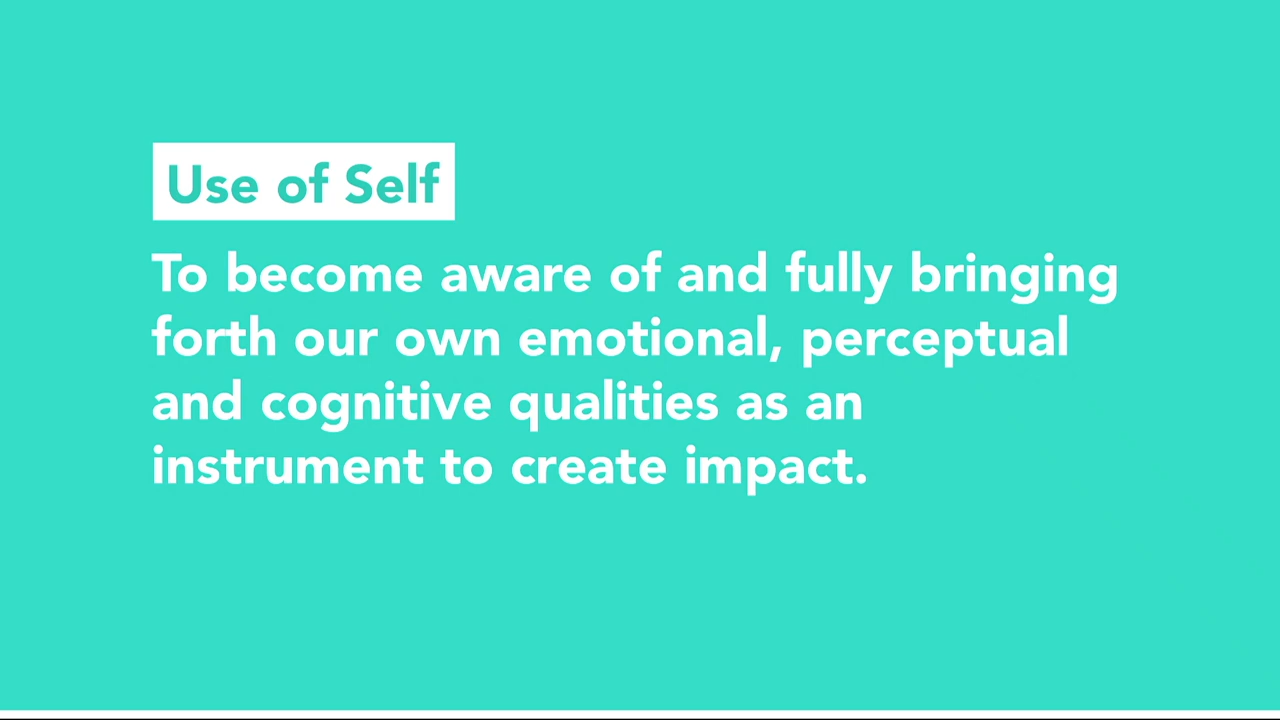 Use of Self
To become aware of and fully bringing
forth our own emotional, perceptual
and cognitive qualities as an
instrument to create impact.